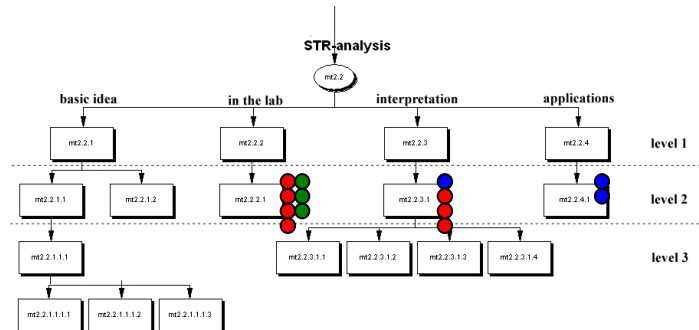 STR-analysis
mt2.2
basic idea in the lab interpretation applications
mt2.2.1 mt2.2.2 mt2.2.3 mt2.2.4 level 1
mt2.2.1.1 mt2.2.1.2 mt2.2.2.1 mt2.2.3.1 mt2.2.4.1 level 2
mt2.2.1.1.1 mt2.2.3.1.1 mt2.2.3.1.2 mt2.2.3.1.3 mt2.2.3.1.4 level 3
mt2.2.1.1.1.1 mt2.2.1.1.1.2 mt2.2.1.1.1.3